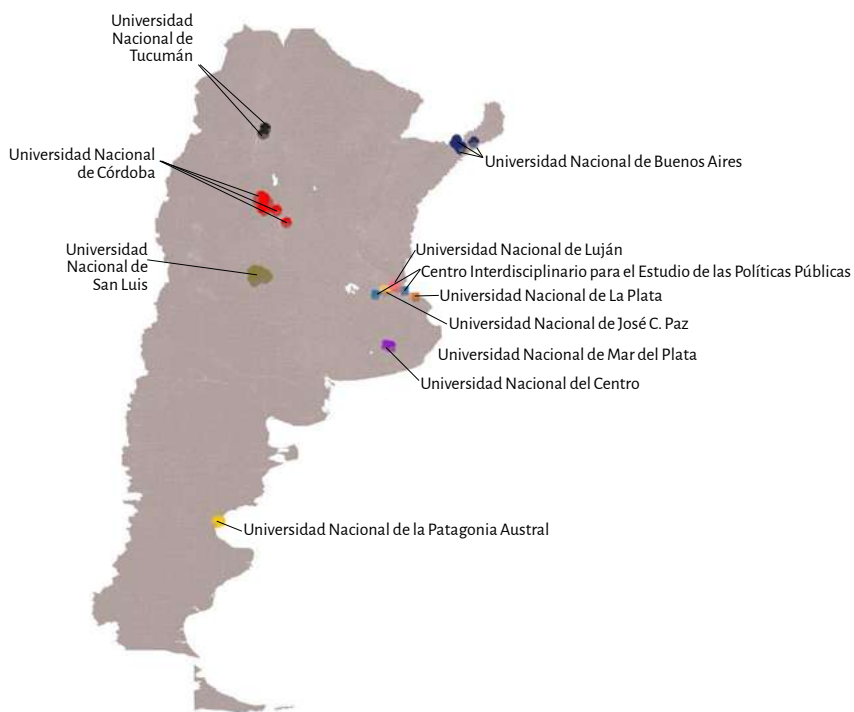 Universidad
Nacional de
Tucumán
Universidad Nacional
de Córdoba
Universidad Nacional de Buenos Aires
Universidad
Nacional de
San Luis
Universidad Nacional de Luján
Centro Interdisciplinario para el Estudio de las Políticas Públicas
Universidad Nacional de La Plata
Universidad Nacional de José C. Paz
Universidad Nacional de Mar del Plata
Universidad Nacional del Centro
Universidad Nacional de la Patagonia Austral